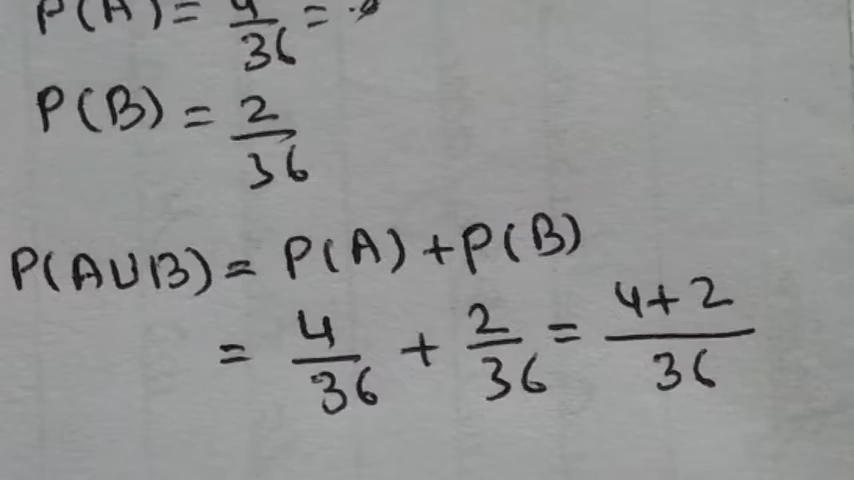 P(A) = 4/36 =
P(B) = 2/36
P(A∪B) = P(A) + P(B)
= 4/36 + 2/36 = 4+2/36